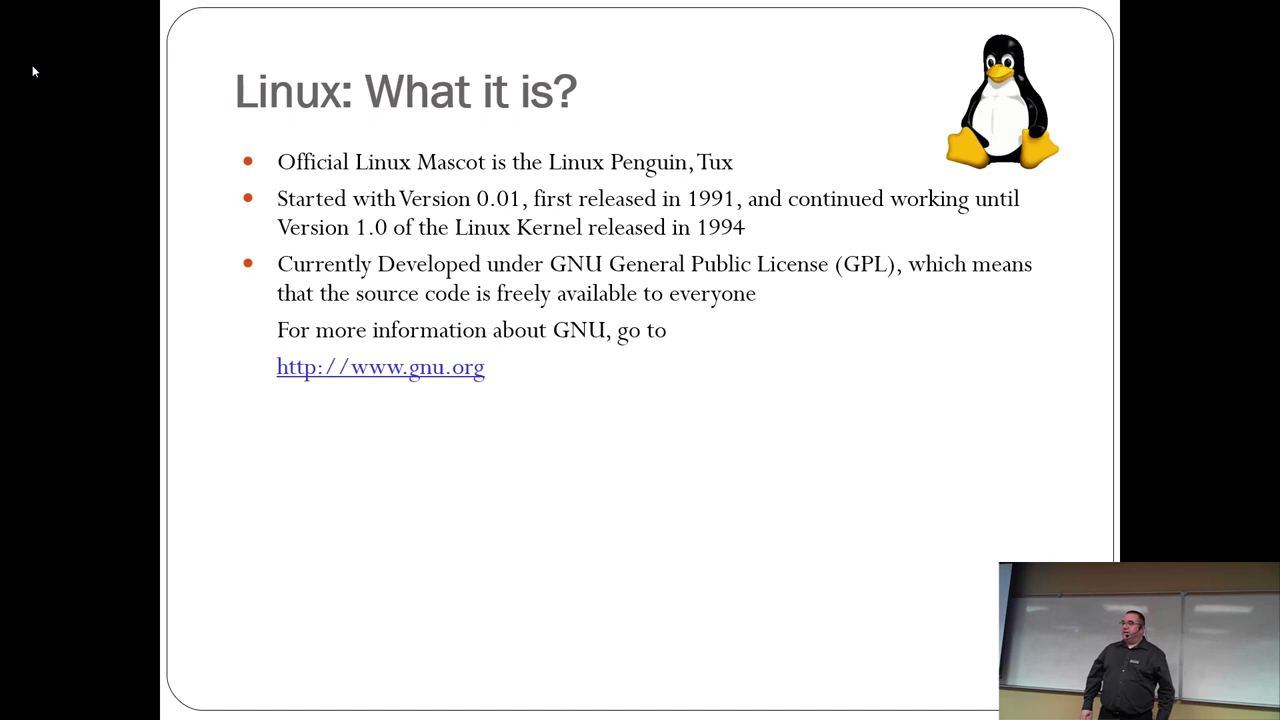 Linux: What it is?
Official Linux Mascot is the Linux Penguin, Tux
Started with Version 0.01, first released in 1991, and continued working until
Version 1.0 of the Linux Kernel released in 1994
Currently Developed under GNU General Public License (GPL), which means
that the source code is freely available to everyone
For more information about GNU, go to
http://www.gnu.org